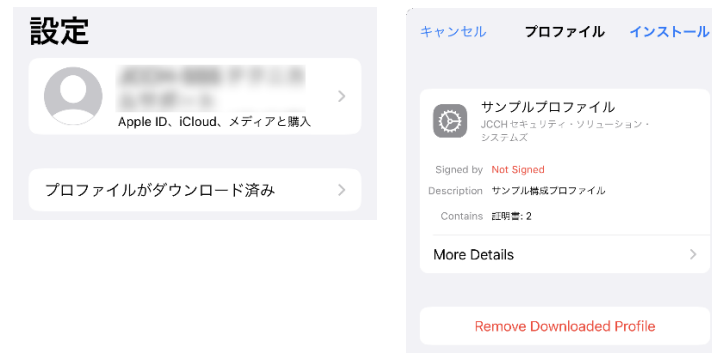 設定
Apple ID、iCloud、メディアと購入
プロファイルがダウンロード済み
キャンセル プロファイル インストール
サンプルプロファイル
JCCH セキュリティ・ソリューション・
システムズ
Signed by Not Signed
Description サンプル構成プロファイル
Contains 証明書: 2
More Details
Remove Downloaded Profile